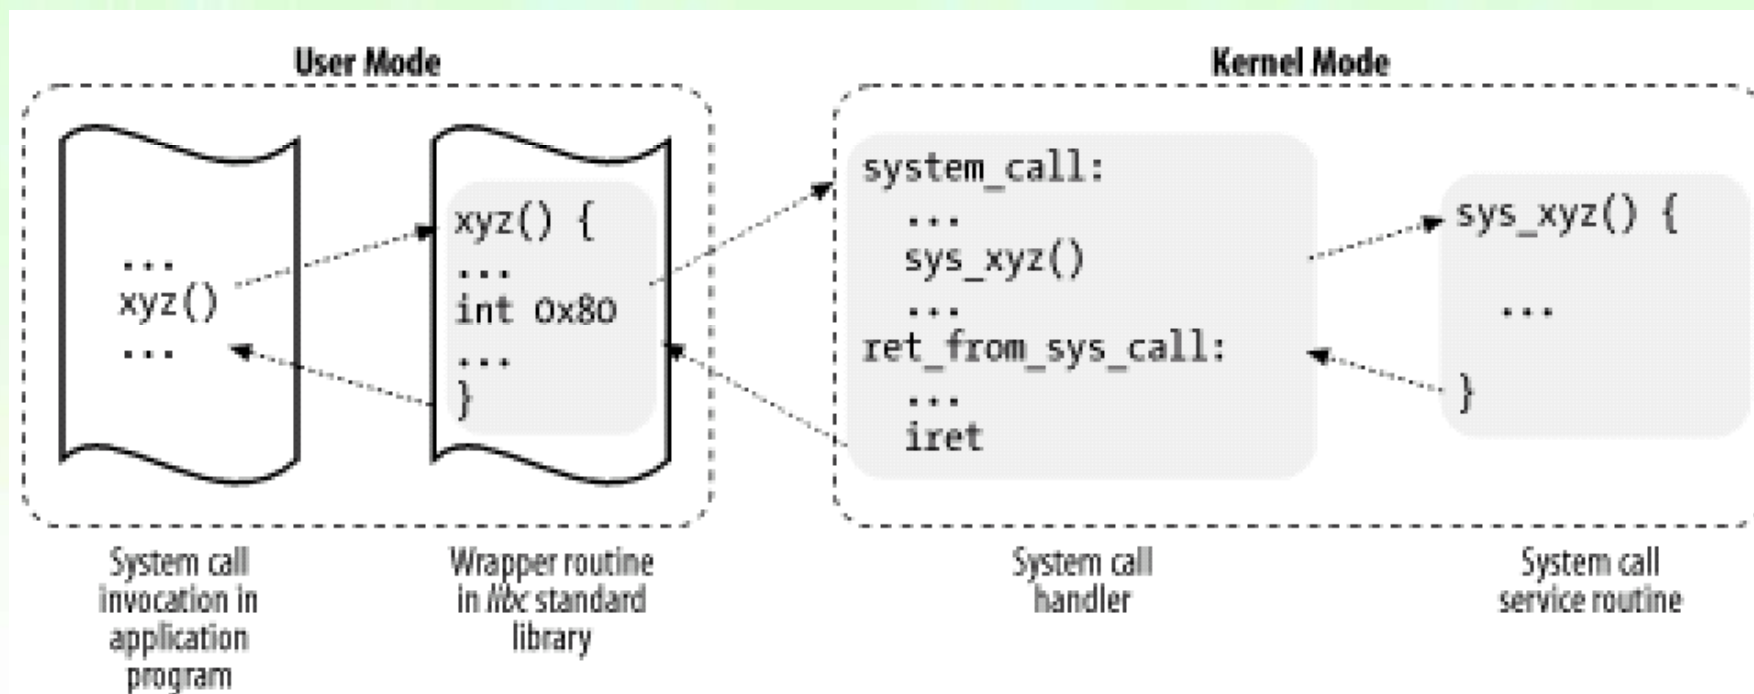 User Mode
Kernel Mode
...
xyz()
...
xyz() {
...
int 0x80
...
}
system_call:
...
sys_xyz()
...
ret_from_sys_call:
...
iret
sys_xyz() {
...
}
System call
invocation in
application
program
Wrapper routine
in libc standard
library
System call
handler
System call
service routine